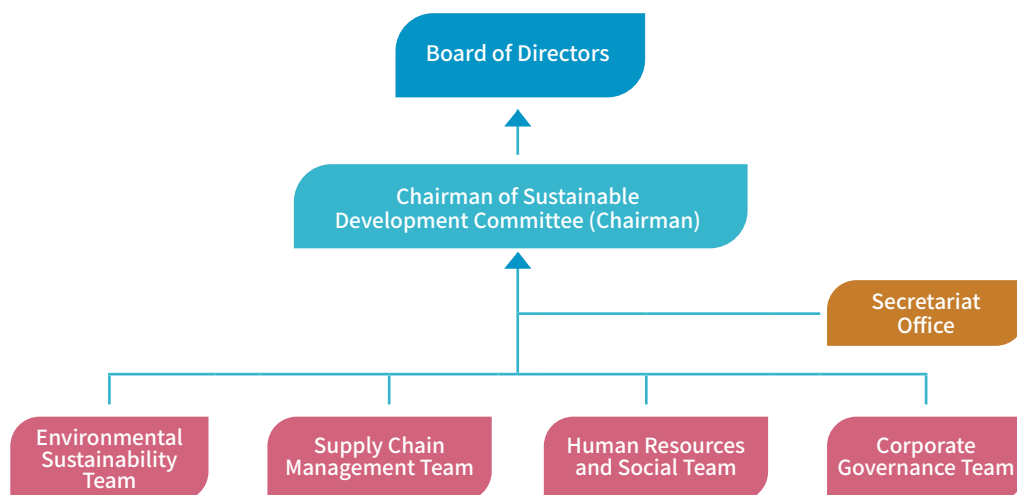 Board of Directors
Chairman of Sustainable
Development Committee (Chairman)
Secretariat
Office
Environmental
Sustainability
Team
Supply Chain
Management Team
Human Resources
and Social Team
Corporate
Governance Team